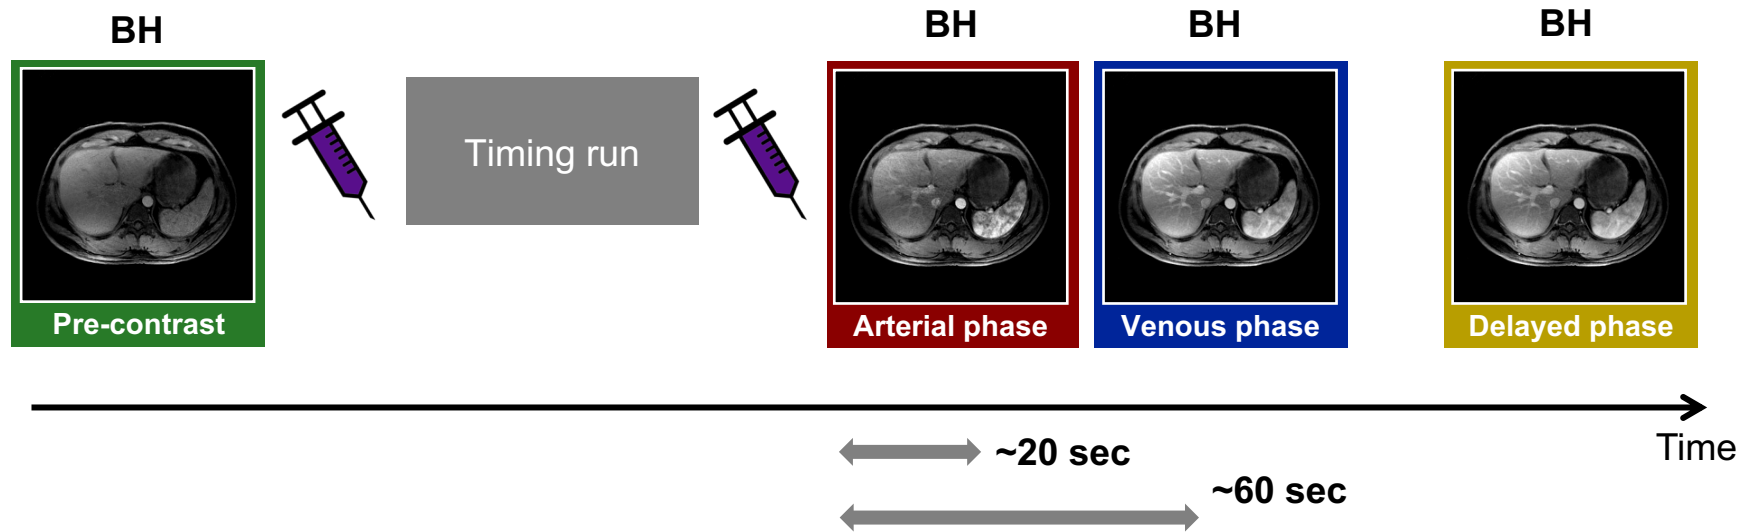 BH
BH
BH
BH
Timing run
Pre-contrast
Arterial phase
Venous phase
Delayed phase
Time
~20 sec
~60 sec